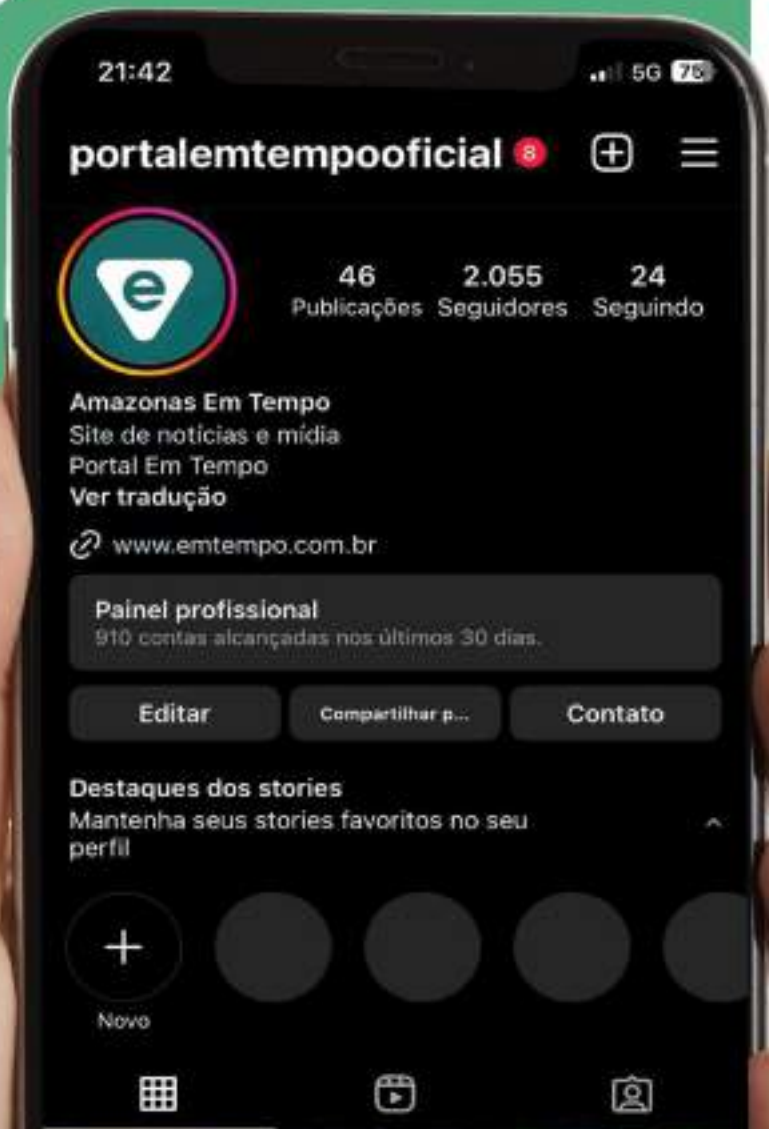 21:42
5G 75
portalemtempooficial 8
e
46 2.055 24
Publicações Seguidores Seguindo
Amazonas Em Tempo
Site de notícias e mídia
Portal Em Tempo
Ver tradução
www.emtempo.com.br
Painel profissional
910 contas alcançadas nos últimos 30 dias.
Editar Compartilhar p... Contato
Destaques dos stories
Mantenha seus stories favoritos no seu
perfil
Novo